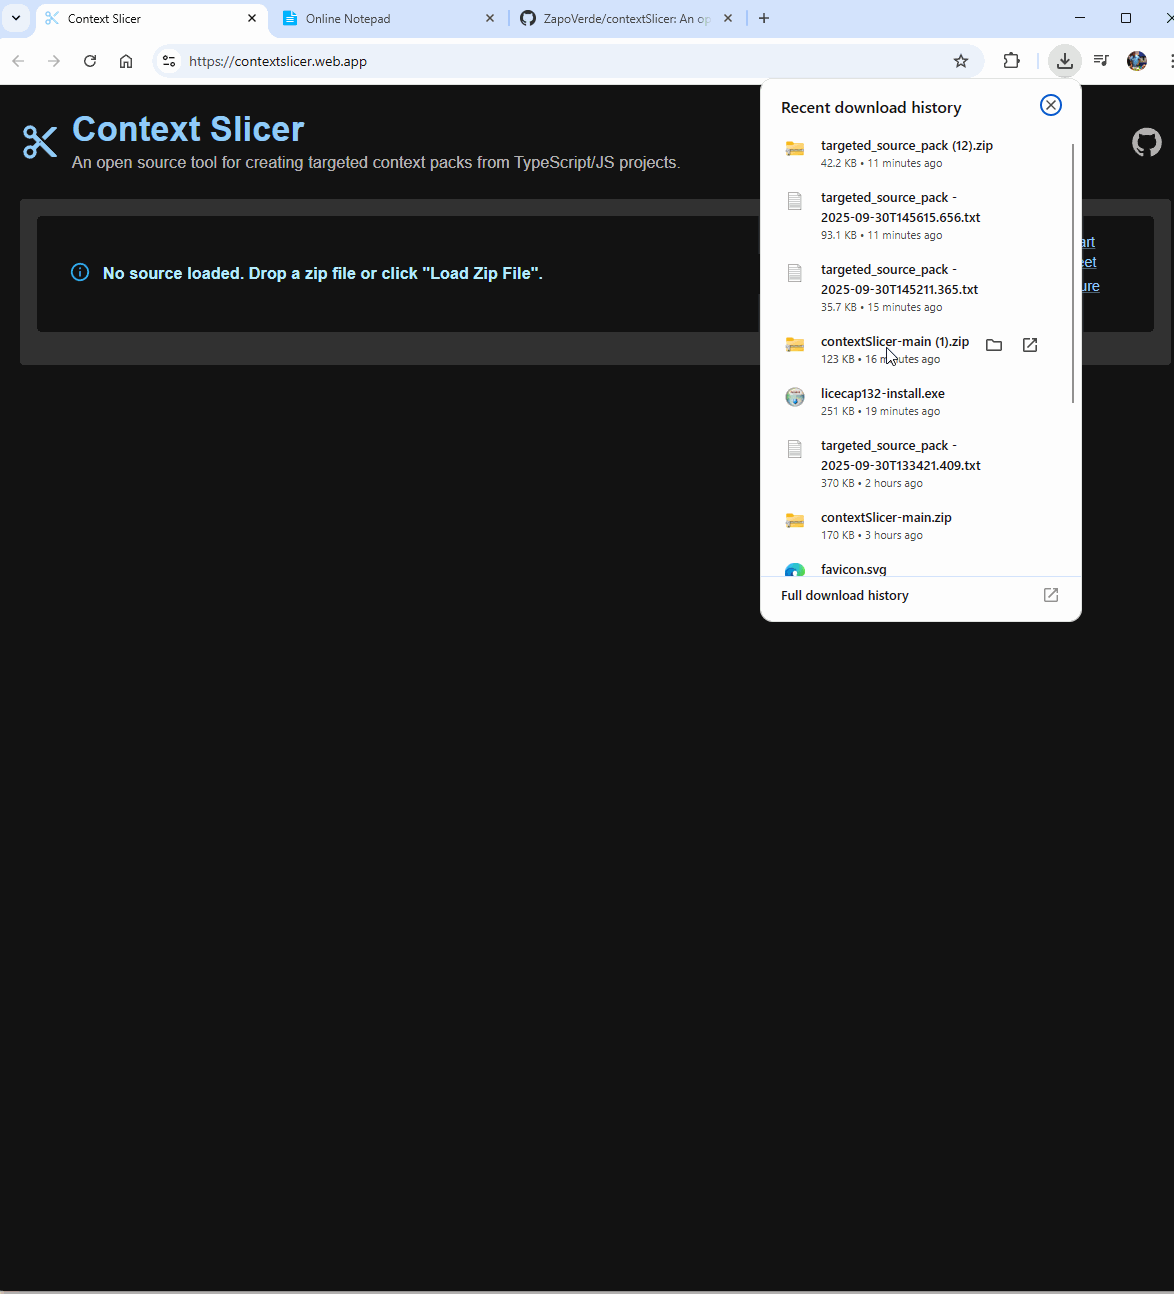 Context Slicer
Online Notepad
ZapoVerde/contextSlicer: An op
https://contextslicer.web.app
Context Slicer
An open source tool for creating targeted context packs from TypeScript/JS projects.
No source loaded. Drop a zip file or click "Load Zip File".
art
eet
ure
Recent download history
targeted_source_pack (12).zip
42.2 KB • 11 minutes ago
targeted_source_pack -
2025-09-30T145615.656.txt
93.1 KB • 11 minutes ago
targeted_source_pack -
2025-09-30T145211.365.txt
35.7 KB • 15 minutes ago
contextSlicer-main (1).zip
123 KB • 16 minutes ago
licecap132-install.exe
251 KB • 19 minutes ago
targeted_source_pack -
2025-09-30T133421.409.txt
370 KB • 2 hours ago
contextSlicer-main.zip
170 KB • 3 hours ago
favicon.svg
Full download history